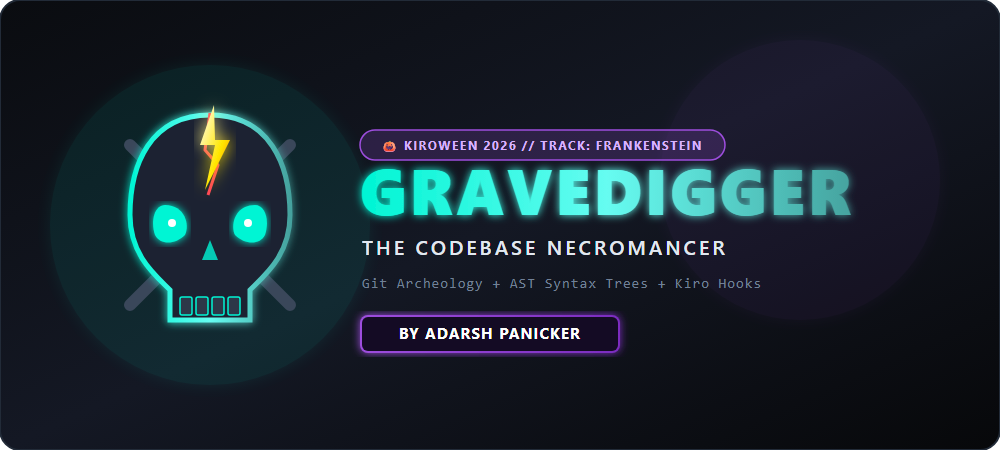 🎃 KIROWEEN 2026 // TRACK: FRANKENSTEIN
GRAVEDIGGER
THE CODEBASE NECROMANCER
Git Archeology + AST Syntax Trees + Kiro Hooks
BY ADARSH PANICKER